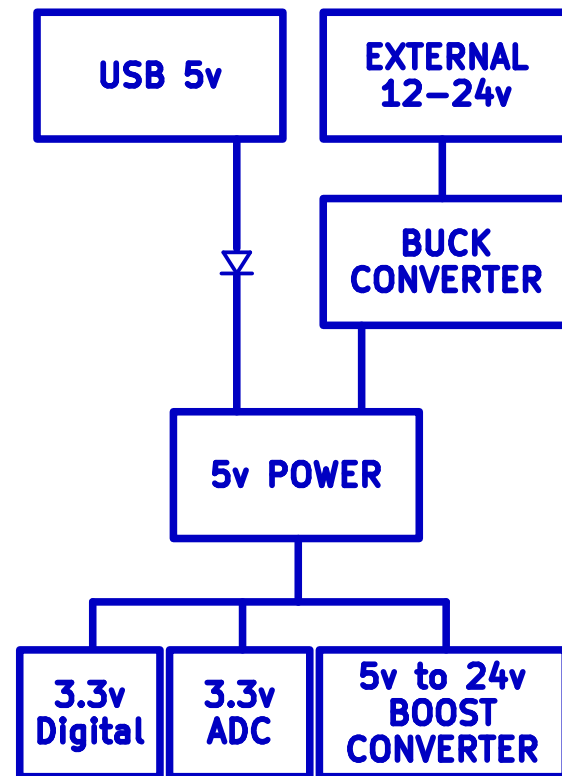 USB 5v
EXTERNAL
12-24v
BUCK
CONVERTER
5v POWER
3.3v
Digital
3.3v
ADC
5v to 24v
BOOST
CONVERTER